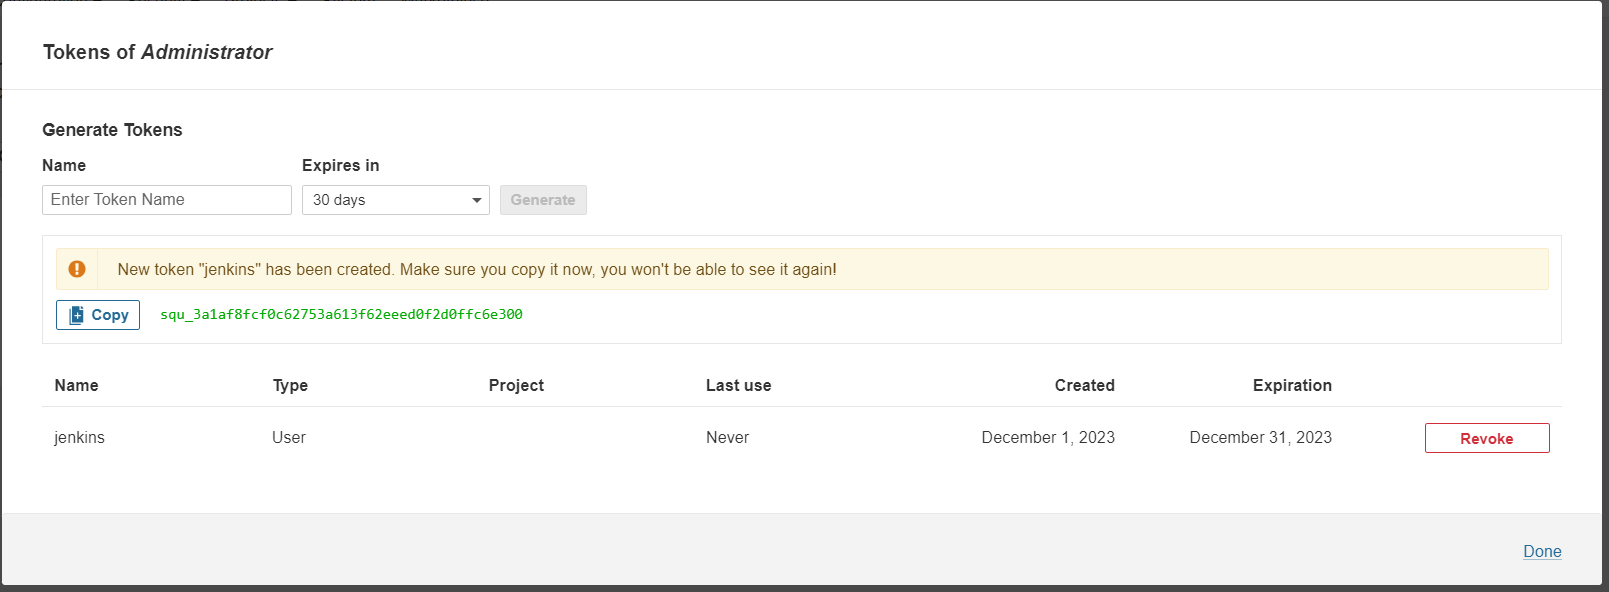 Tokens of Administrator
Generate Tokens
Name Expires in
Enter Token Name 30 days Generate
New token "jenkins" has been created. Make sure you copy it now, you won't be able to see it again!
Copy squ_3a1af8fcf0c62753a613f62eeed0f2d0ffc6e300
Name Type Project Last use Created Expiration
jenkins User Never December 1, 2023 December 31, 2023 Revoke
Done